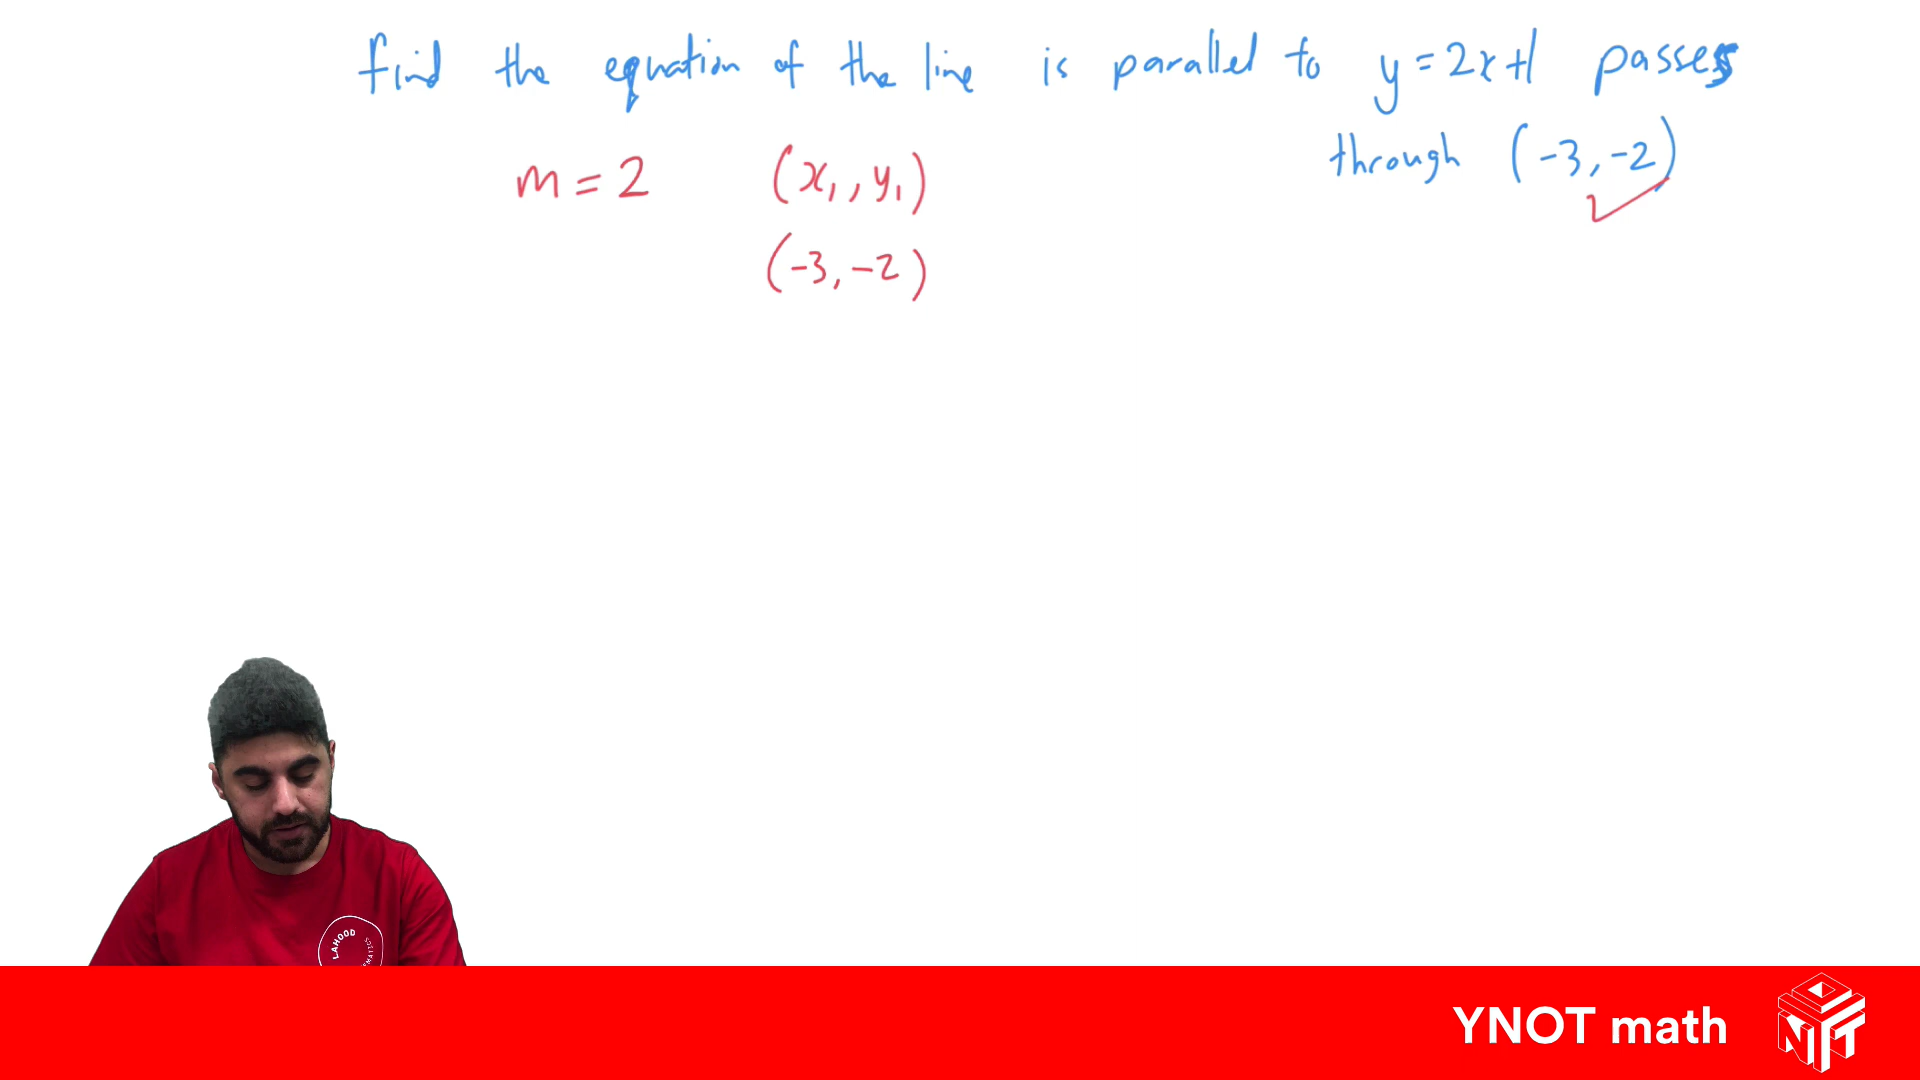 find the equation of the line is parallel to y=2x+1 passes
through (-3,-2)
m=2 (x₁,y₁)
(-3,-2)
LAHOOD
YNOT math